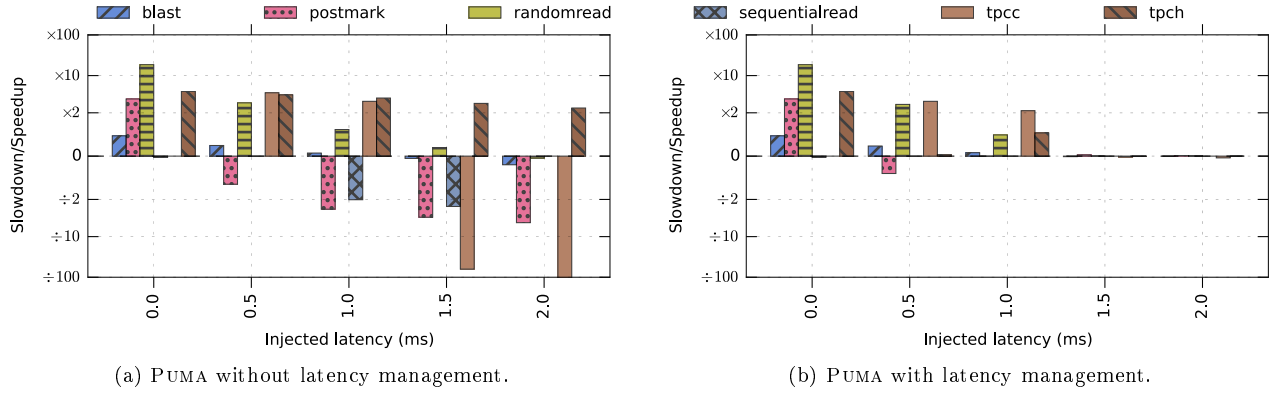 blast postmark randomread
Slowdown/Speedup
×100
×10
×2
0
÷2
÷10
÷100
0.0 0.5 1.0 1.5 2.0
Injected latency (ms)
(a) PUMA without latency management.
sequentialread tpcc tpch
Slowdown/Speedup
×100
×10
×2
0
÷2
÷10
÷100
0.0 0.5 1.0 1.5 2.0
Injected latency (ms)
(b) PUMA with latency management.